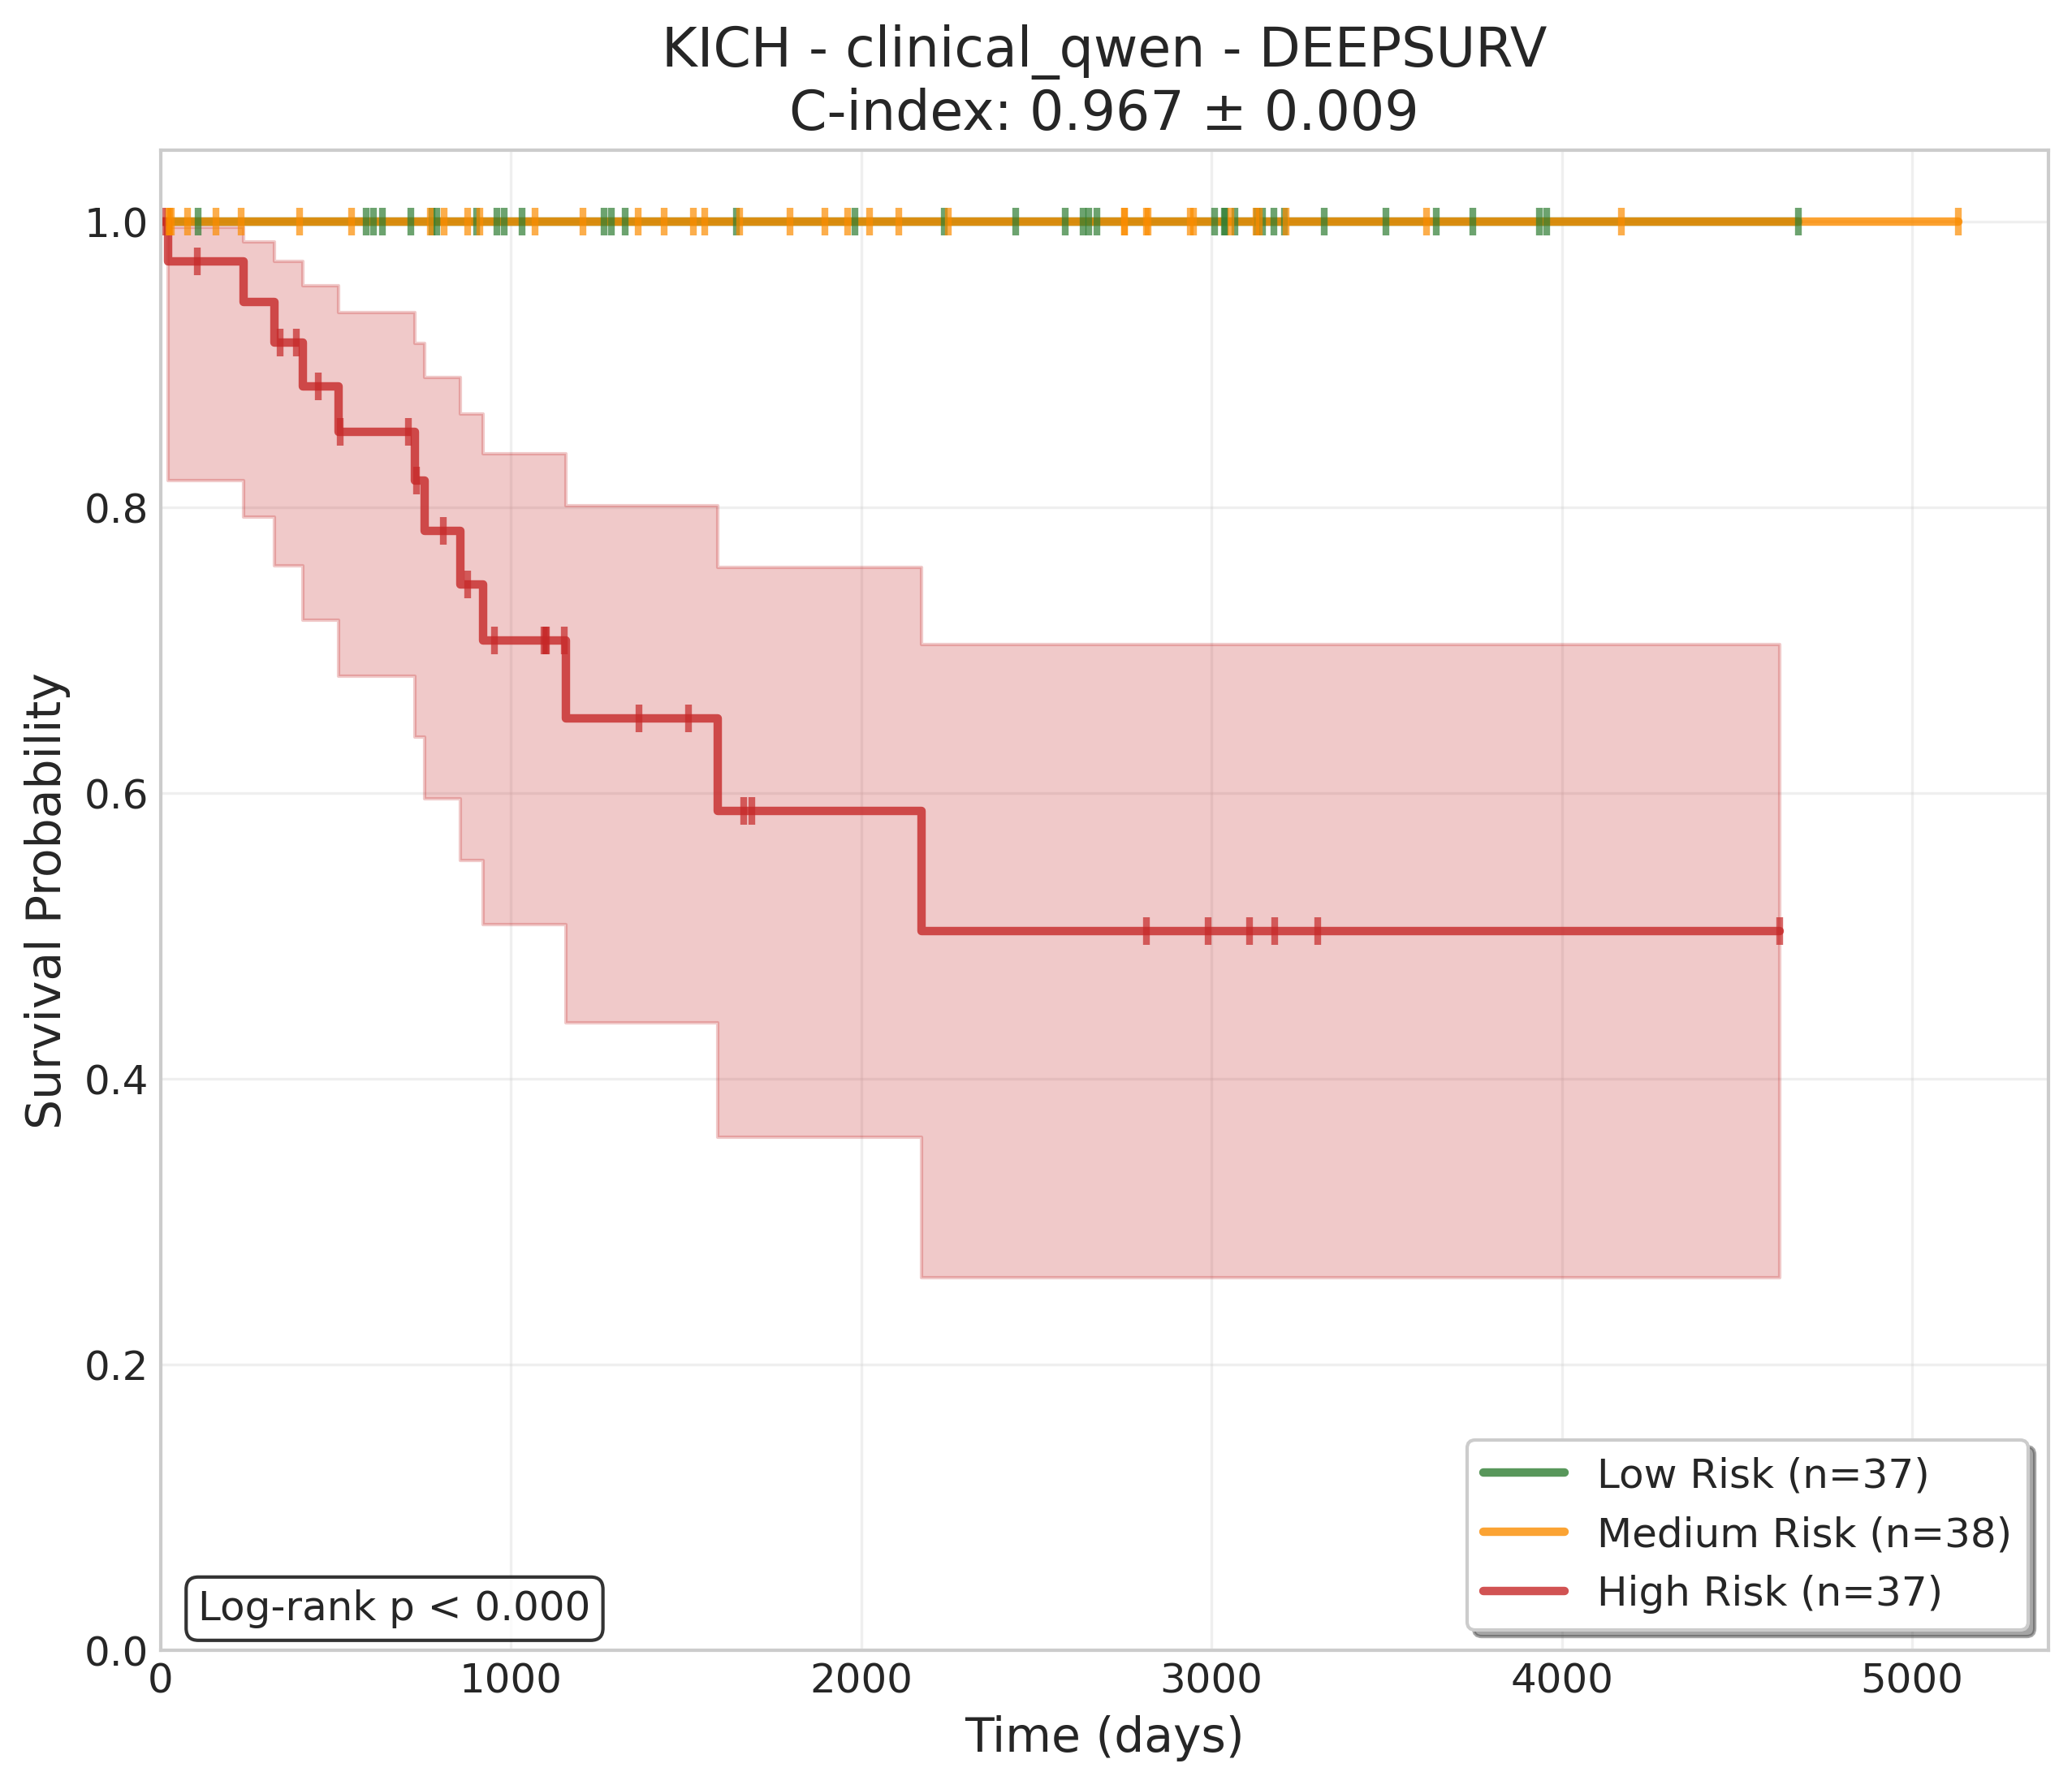 KICH - clinical_qwen - DEEPSURV
C-index: 0.967 ± 0.009
Survival Probability
1.0
0.8
0.6
0.4
0.2
0.0
0 1000 2000 3000 4000 5000
Time (days)
Log-rank p < 0.000
Low Risk (n=37)
Medium Risk (n=38)
High Risk (n=37)